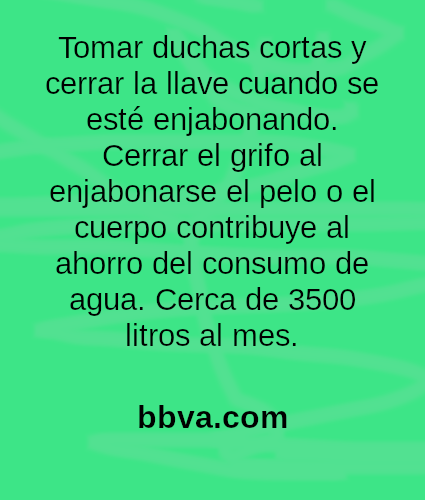 Tomar duchas cortas y
cerrar la llave cuando se
esté enjabonando.
Cerrar el grifo al
enjabonarse el pelo o el
cuerpo contribuye al
ahorro del consumo de
agua. Cerca de 3500
litros al mes.
bbva.com